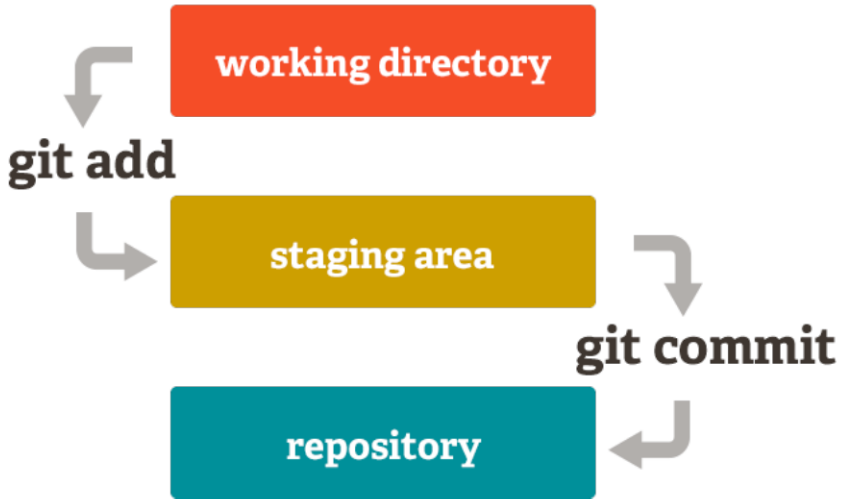 working directory
git add
staging area
git commit
repository